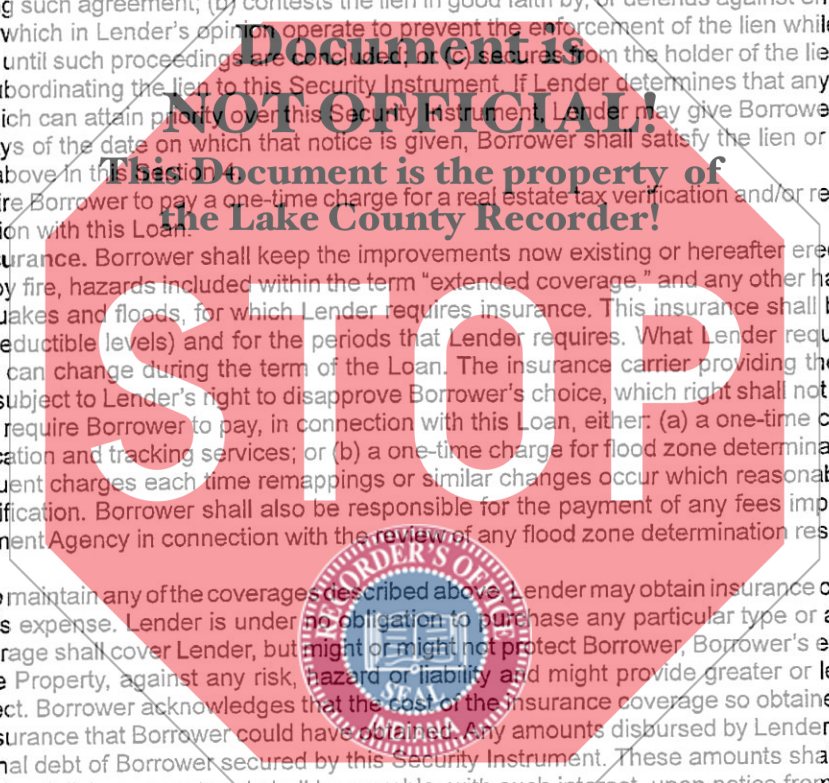 g such agreement; (b) contests the lien in good faith by, or defends against en
which in Lender's opinion operate to prevent the enforcement of the lien whil
until such proceedings are concluded; or (c) secures from the holder of the lie
bordinating the lien to this Security Instrument. If Lender determines that any
ich can attain priority over this Security Instrument, Lender may give Borrowe
ys of the date on which that notice is given, Borrower shall satisfy the lien or
bove in this Section 4.
re Borrower to pay a one-time charge for a real estate tax verification and/or re
ion with this Loan.
Document is
NOT OFFICIAL!
This Document is the property of
the Lake County Recorder!
STOP
urance. Borrower shall keep the improvements now existing or hereafter ere
y fire, hazards included within the term “extended coverage,” and any other ha
uakes and floods, for which Lender requires insurance. This insurance shall b
eductible levels) and for the periods that Lender requires. What Lender requ
can change during the term of the Loan. The insurance carrier providing the
subject to Lender's right to disapprove Borrower's choice, which right shall not
require Borrower to pay, in connection with this Loan, either: (a) a one-time c
ation and tracking services; or (b) a one-time charge for flood zone determina
uent charges each time remappings or similar changes occur which reasonab
ification. Borrower shall also be responsible for the payment of any fees imp
ment Agency in connection with the review of any flood zone determination res
maintain any of the coverages described above, Lender may obtain insurance c
s expense. Lender is under no obligation to purchase any particular type or a
rage shall cover Lender, but might or might not protect Borrower, Borrower's e
Property, against any risk, hazard or liability and might provide greater or le
ect. Borrower acknowledges that the cost of the insurance coverage so obtaine
surance that Borrower could have obtained. Any amounts disbursed by Lender
nal debt of Borrower secured by this Security Instrument. These amounts sha
RECORDER'S OFFICE
SEAL
INDIANA